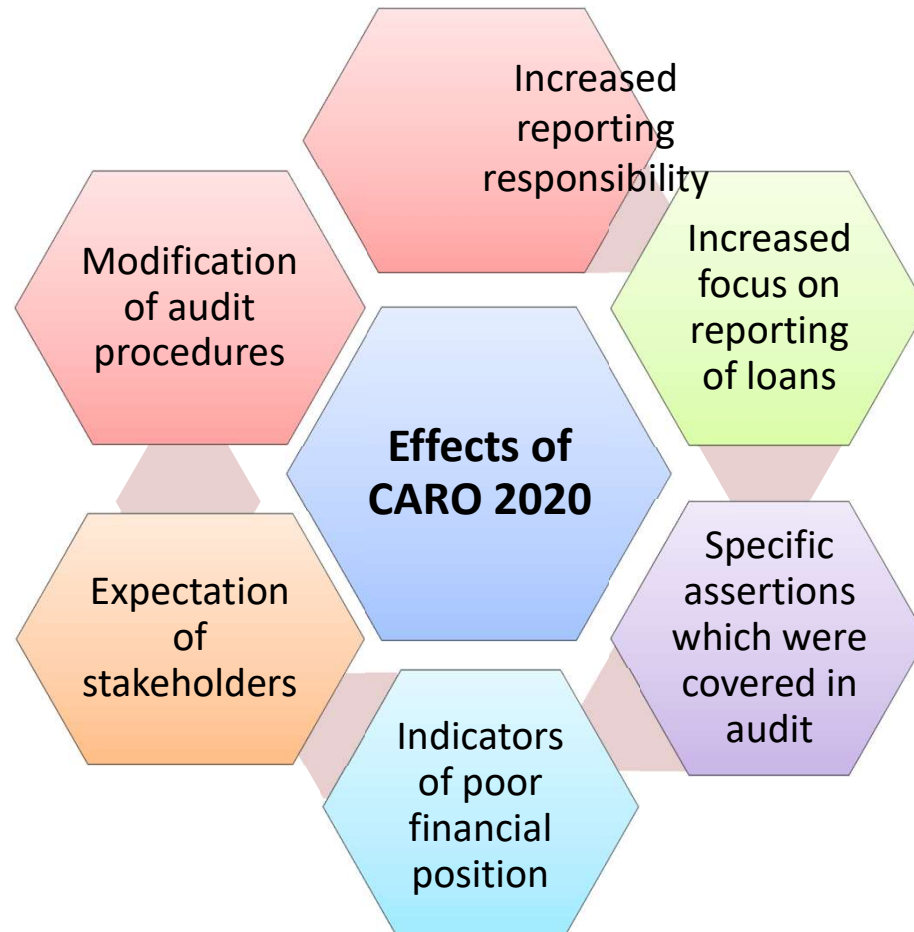 Increased
reporting
responsibility
Increased
focus on
reporting
of loans
Specific
assertions
which were
covered in
audit
Indicators
of poor
financial
position
Expectation
of
stakeholders
Modification
of audit
procedures
Effects of
CARO 2020